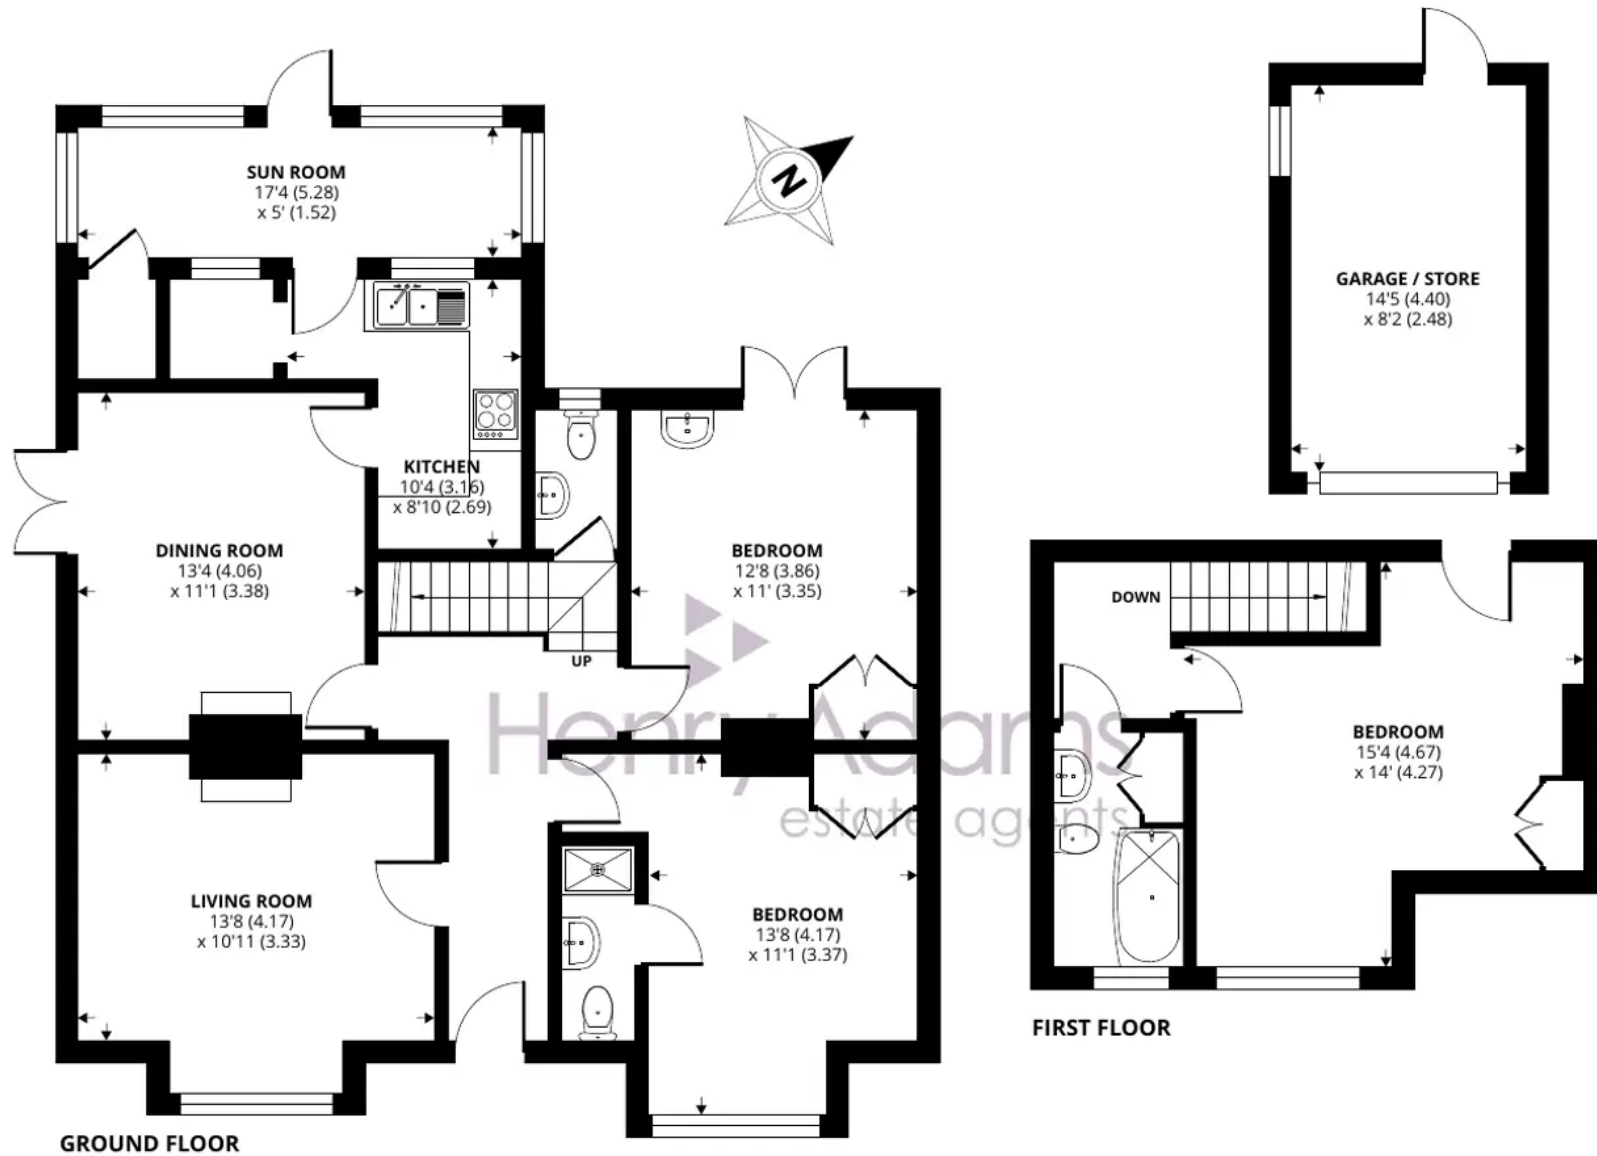 SUN ROOM
17'4 (5.28)
x 5' (1.52)
N
GARAGE / STORE
14'5 (4.40)
x 8'2 (2.48)
KITCHEN
10'4 (3.16)
x 8'10 (2.69)
DINING ROOM
13'4 (4.06)
x 11'1 (3.38)
BEDROOM
12'8 (3.86)
x 11' (3.35)
UP
DOWN
BEDROOM
15'4 (4.67)
x 14' (4.27)
Henry Adams
estate agents
LIVING ROOM
13'8 (4.17)
x 10'11 (3.33)
BEDROOM
13'8 (4.17)
x 11'1 (3.37)
FIRST FLOOR
GROUND FLOOR